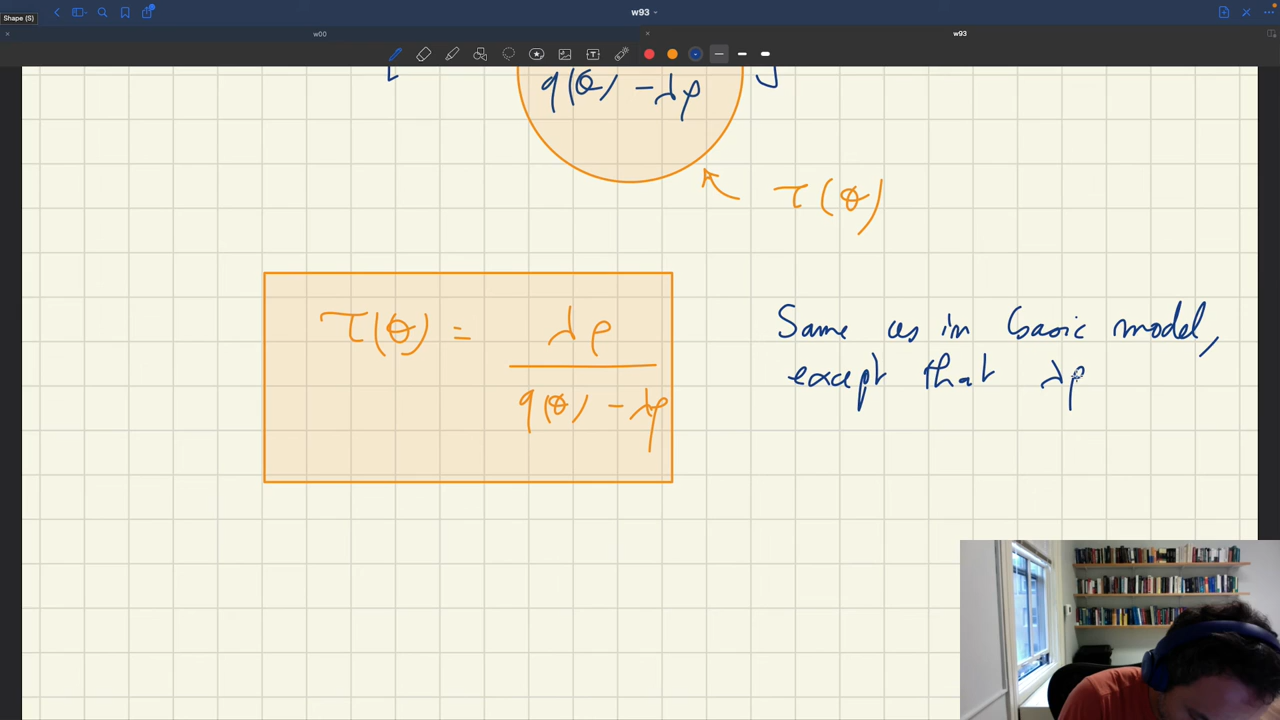 Shape (S)
w93
w00
w93
q(θ) - λρ
τ(θ)
τ(θ) = λρ / q(θ) - λρ
Same as in basic model,
except that λρ